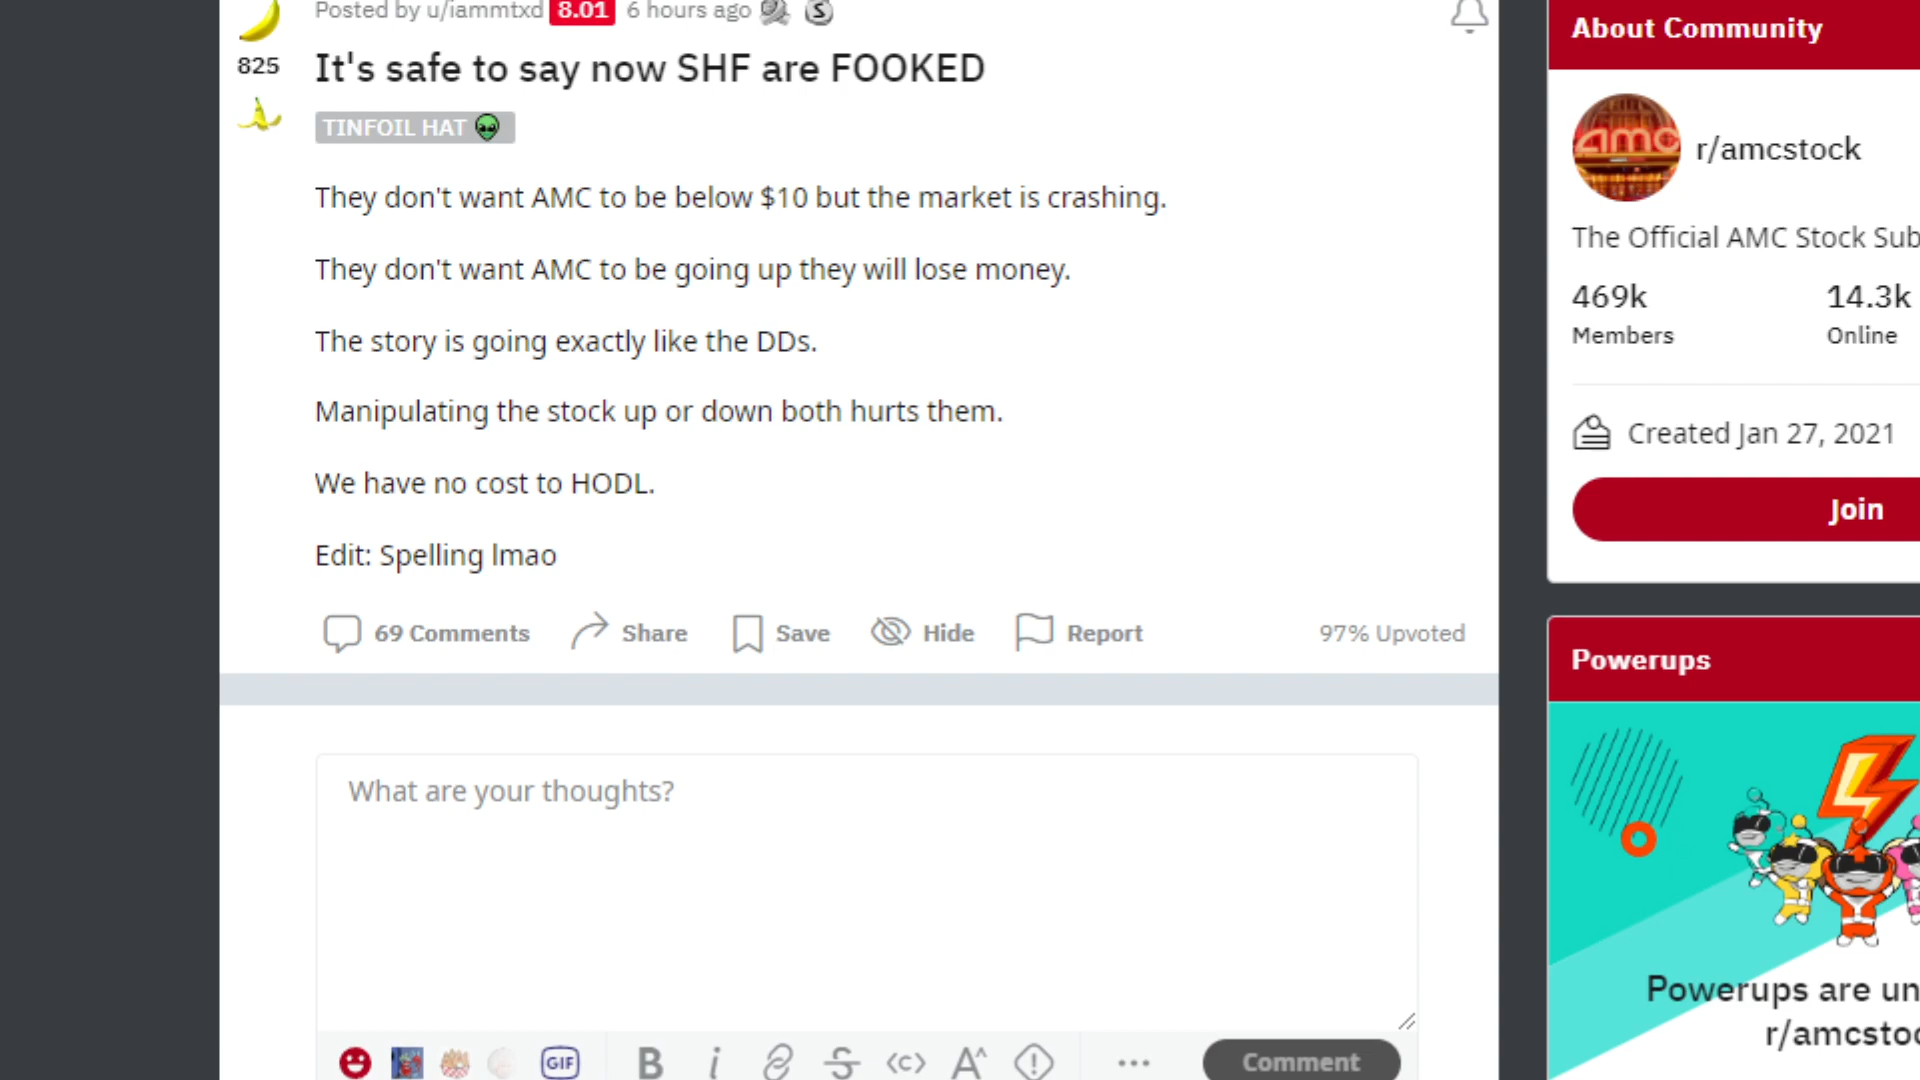 Posted by u/iammtxd 8.01 6 hours ago
825
It's safe to say now SHF are FOOKED
TINFOIL HAT
They don't want AMC to be below $10 but the market is crashing.
They don't want AMC to be going up they will lose money.
The story is going exactly like the DDs.
Manipulating the stock up or down both hurts them.
We have no cost to HODL.
Edit: Spelling lmao
69 Comments Share Save Hide Report 97% Upvoted
What are your thoughts?
GIF B i A Comment
About Community
amc
r/amcstock
The Official AMC Stock Sub
469k 14.3k
Members Online
Created Jan 27, 2021
Join
Powerups
Powerups are un
r/amcstoc